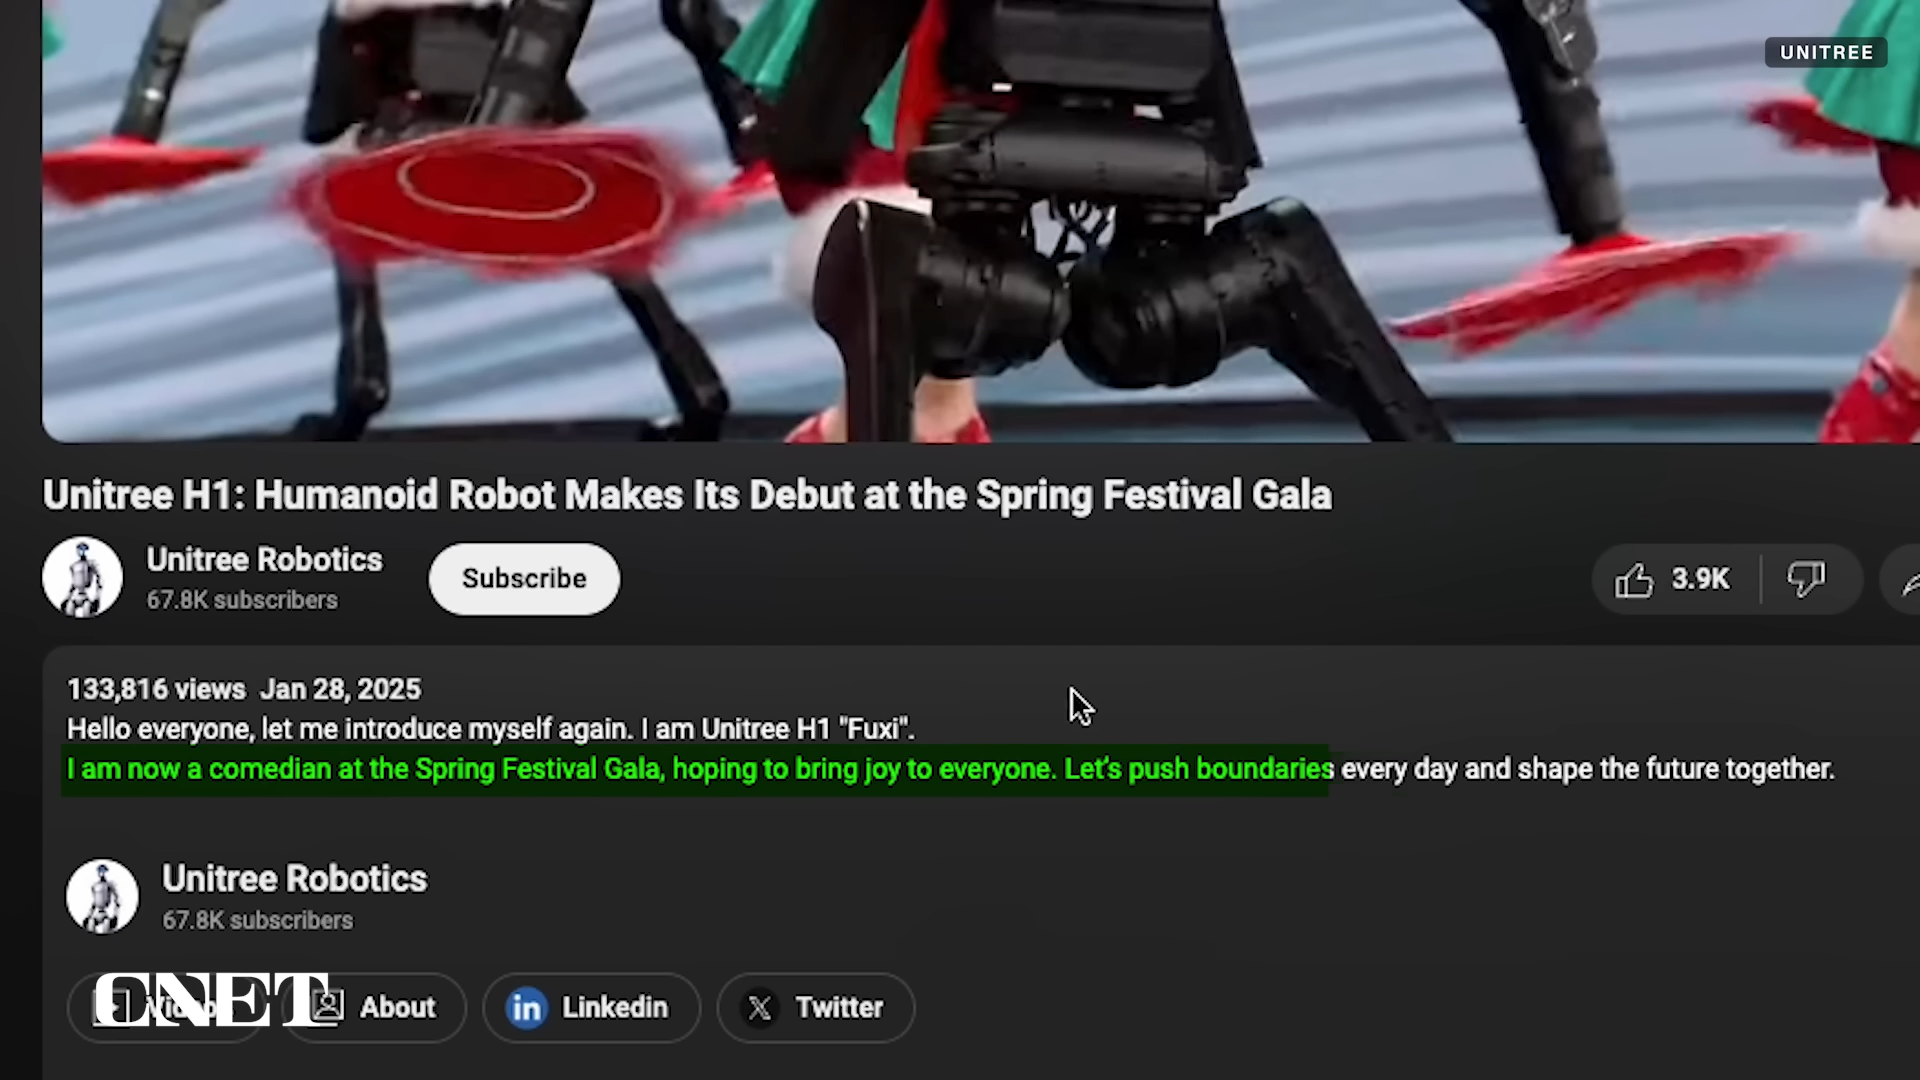 UNITREE
Unitree H1: Humanoid Robot Makes Its Debut at the Spring Festival Gala
Unitree Robotics
67.8K subscribers
Subscribe
3.9K
133,816 views Jan 28, 2025
Hello everyone, let me introduce myself again. I am Unitree H1 "Fuxi".
I am now a comedian at the Spring Festival Gala, hoping to bring joy to everyone. Let's push boundaries every day and shape the future together.
Unitree Robotics
67.8K subscribers
CNET
About
in
Linkedin
X
Twitter